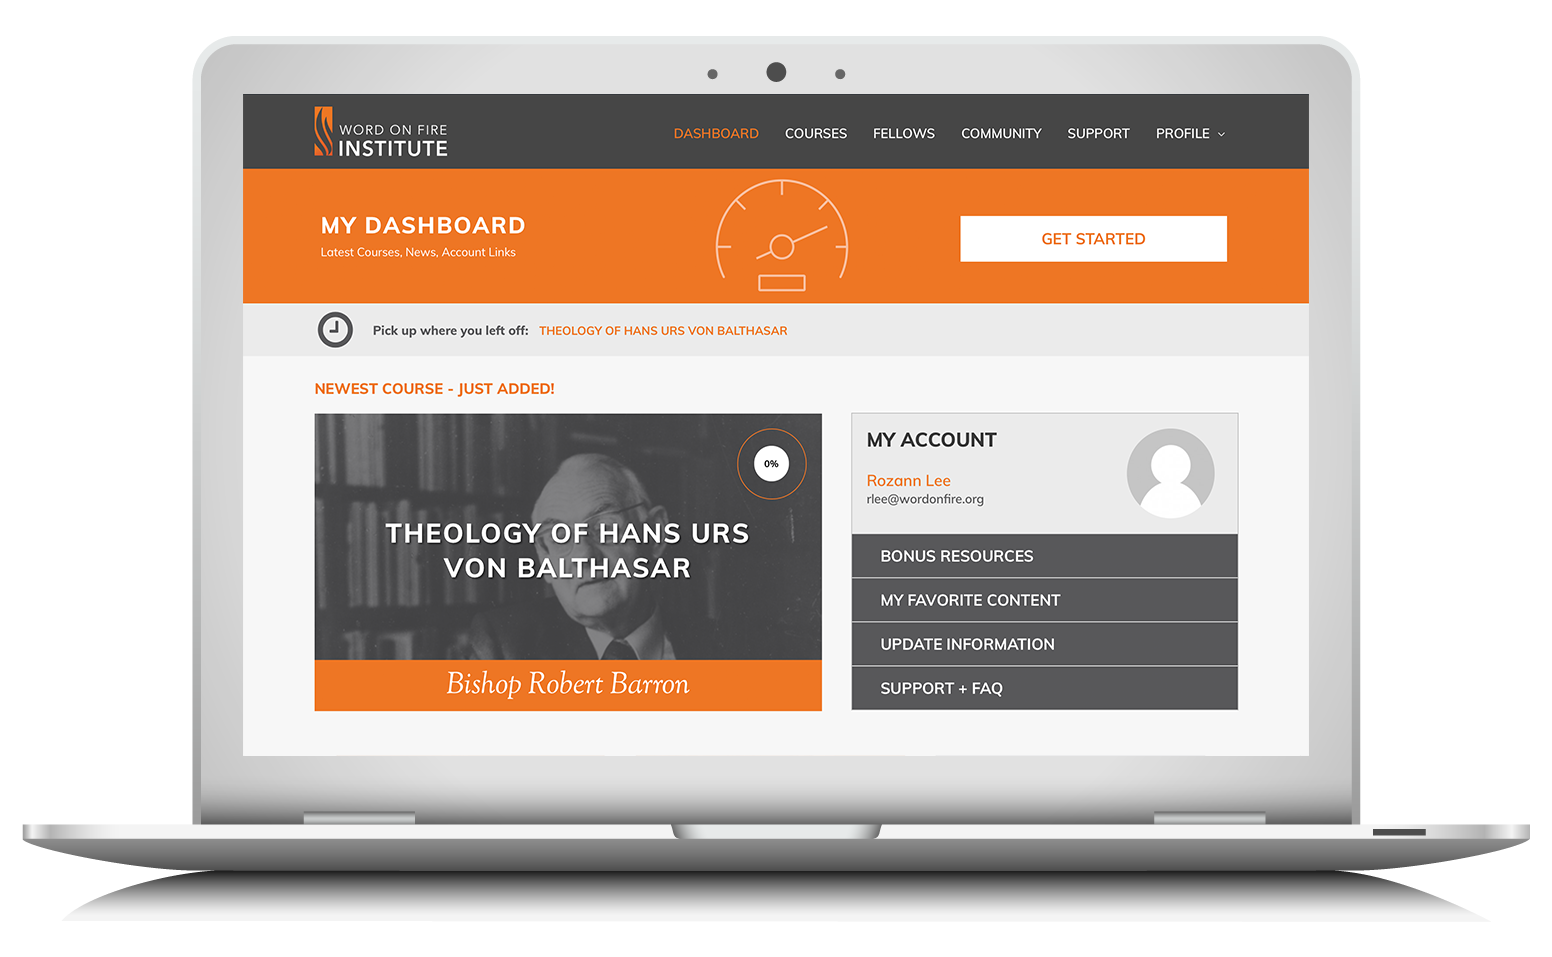 WORD ON FIRE
INSTITUTE
DASHBOARD COURSES FELLOWS COMMUNITY SUPPORT PROFILE
MY DASHBOARD
Latest Courses, News, Account Links
GET STARTED
Pick up where you left off: THEOLOGY OF HANS URS VON BALTHASAR
NEWEST COURSE - JUST ADDED!
0%
THEOLOGY OF HANS URS
VON BALTHASAR
Bishop Robert Barron
MY ACCOUNT
Rozann Lee
rlee@wordonfire.org
BONUS RESOURCES
MY FAVORITE CONTENT
UPDATE INFORMATION
SUPPORT + FAQ